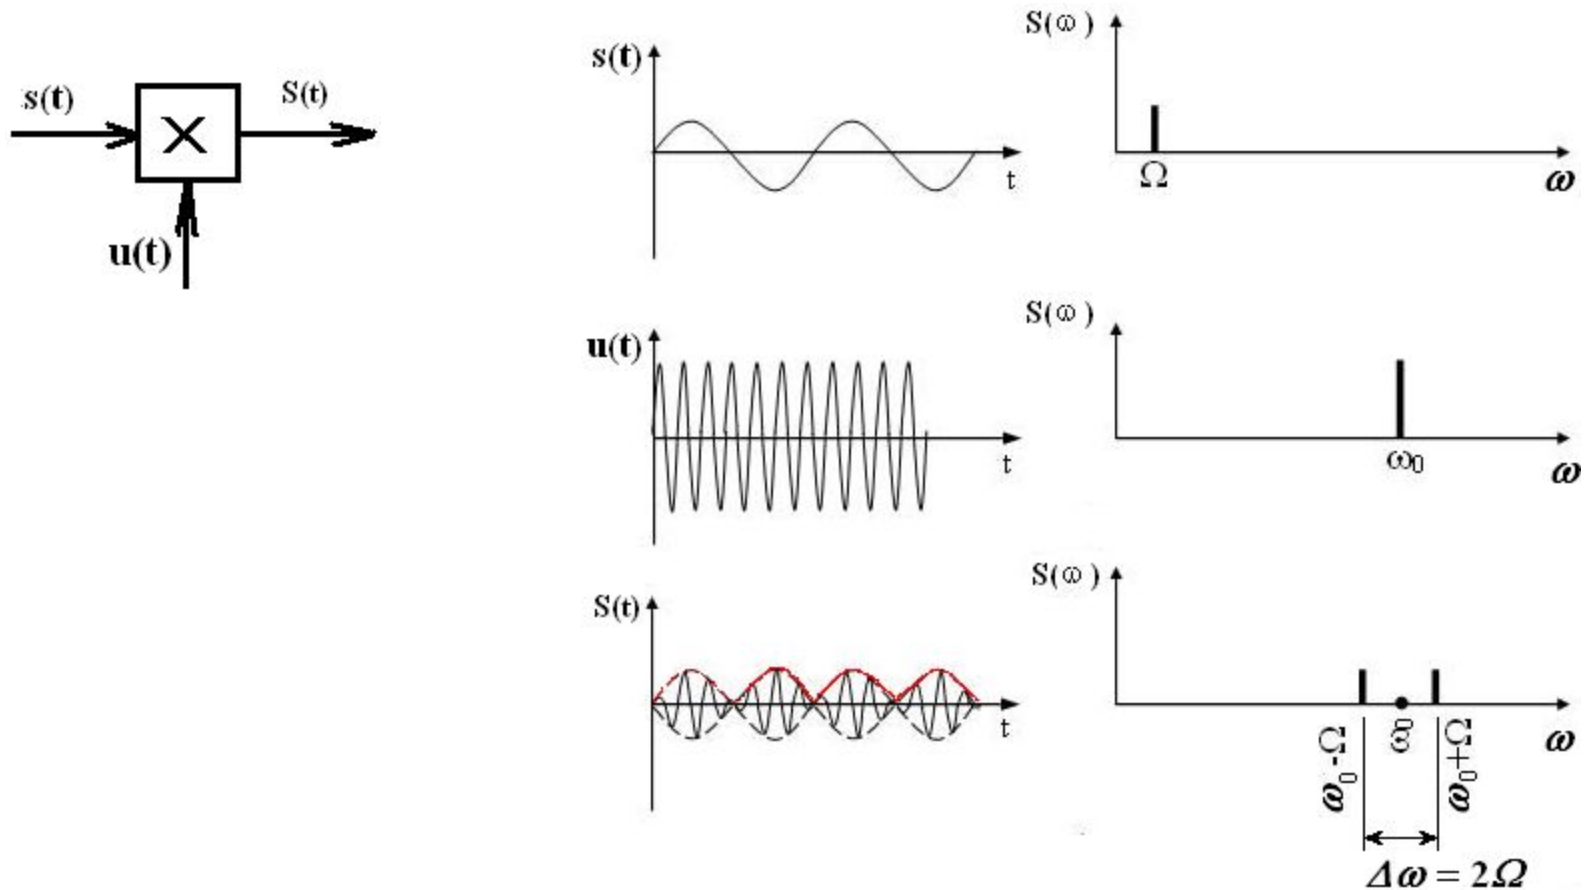 s(t)
S(t)
×
u(t)
s(t)
t
S(ω)
Ω
ω
u(t)
t
S(ω)
ω₀
ω
S(t)
t
S(ω)
ω₀-Ω
ω₀
ω₀+Ω
ω
Δω = 2Ω